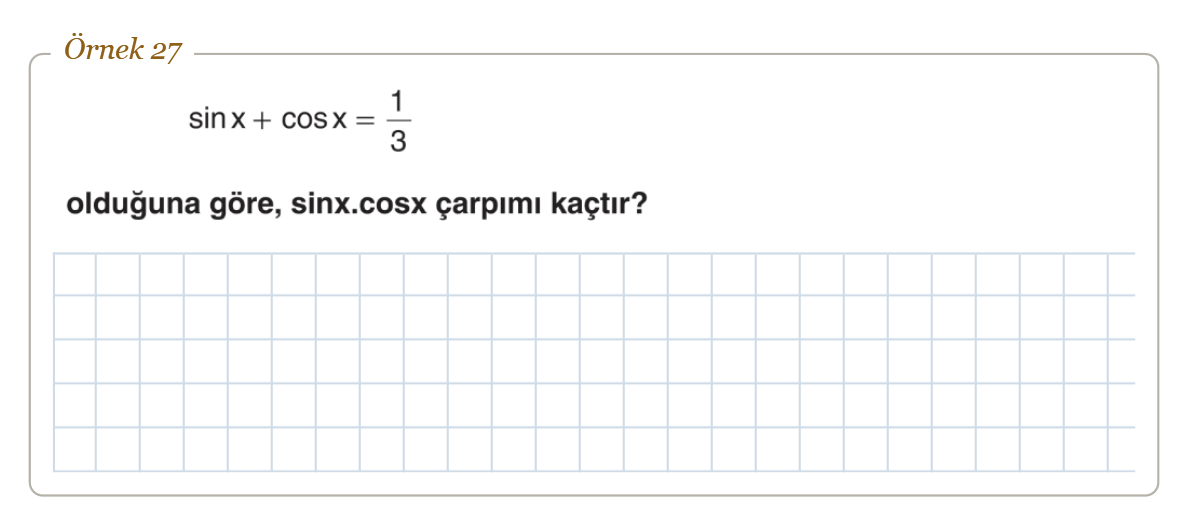 Örnek 27
sin x + cos x = 1/3
olduğuna göre, sinx.cosx çarpımı kaçtır?